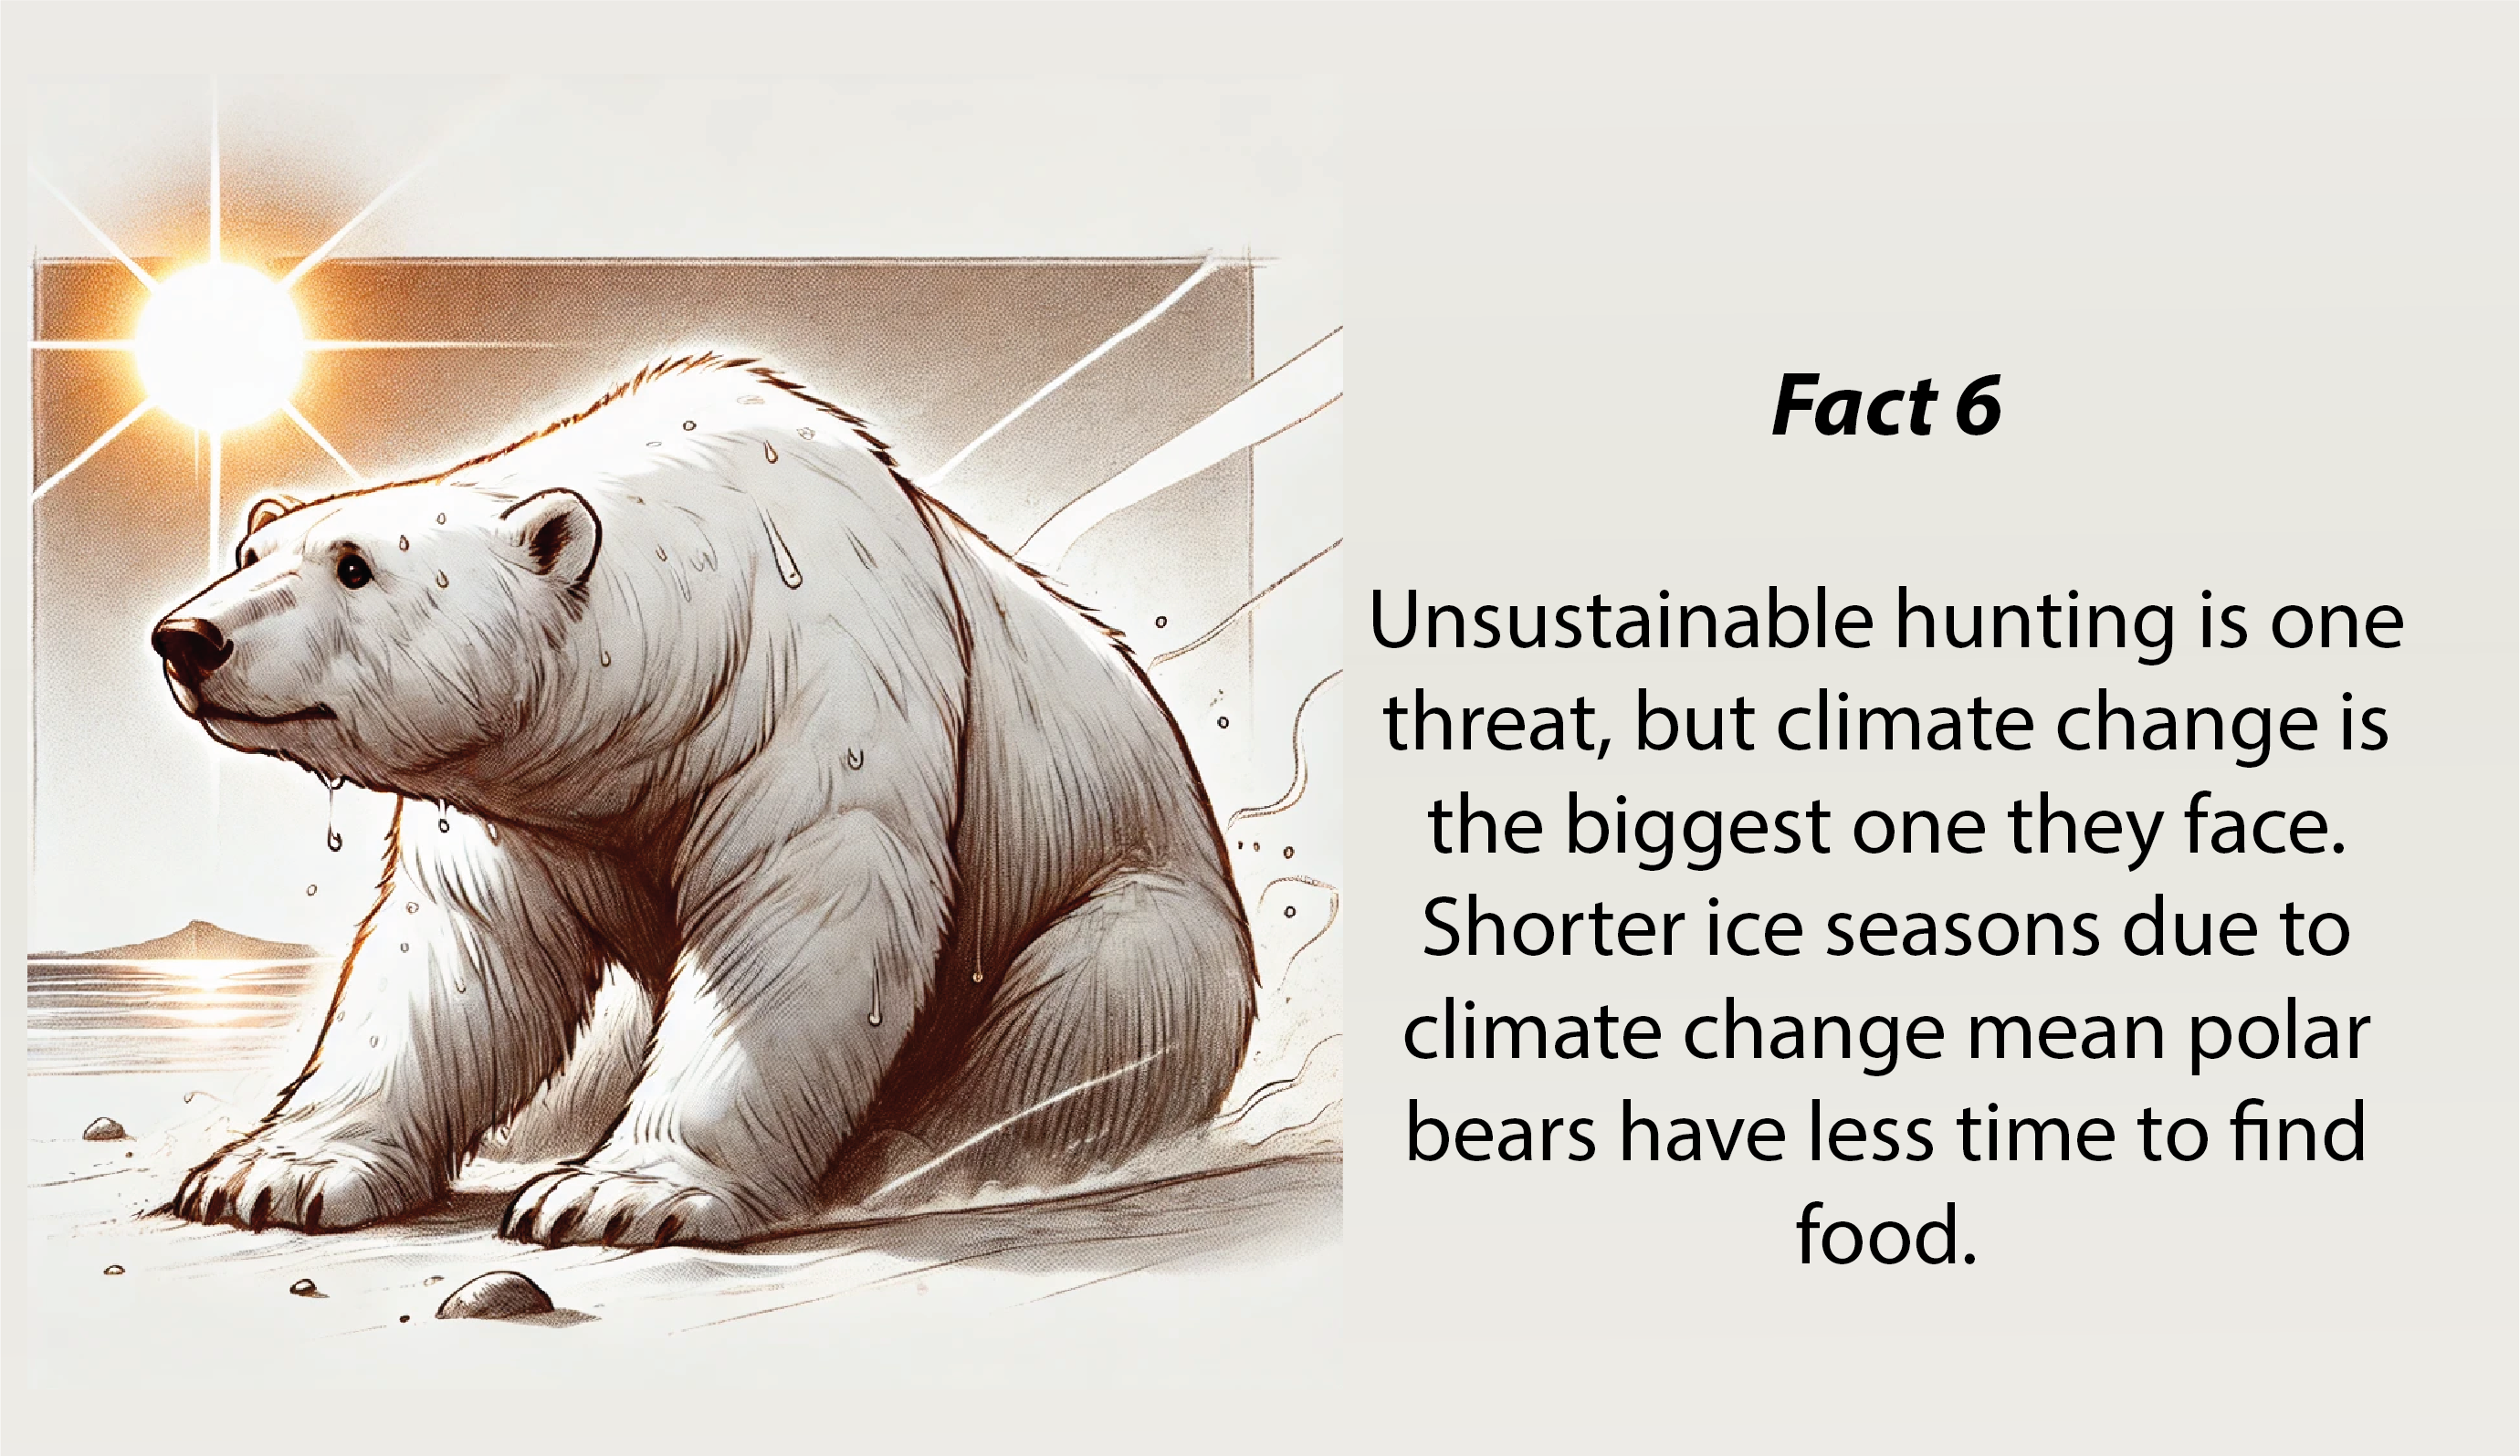 Fact 6
Unsustainable hunting is one
threat, but climate change is
the biggest one they face.
Shorter ice seasons due to
climate change mean polar
bears have less time to find
food.